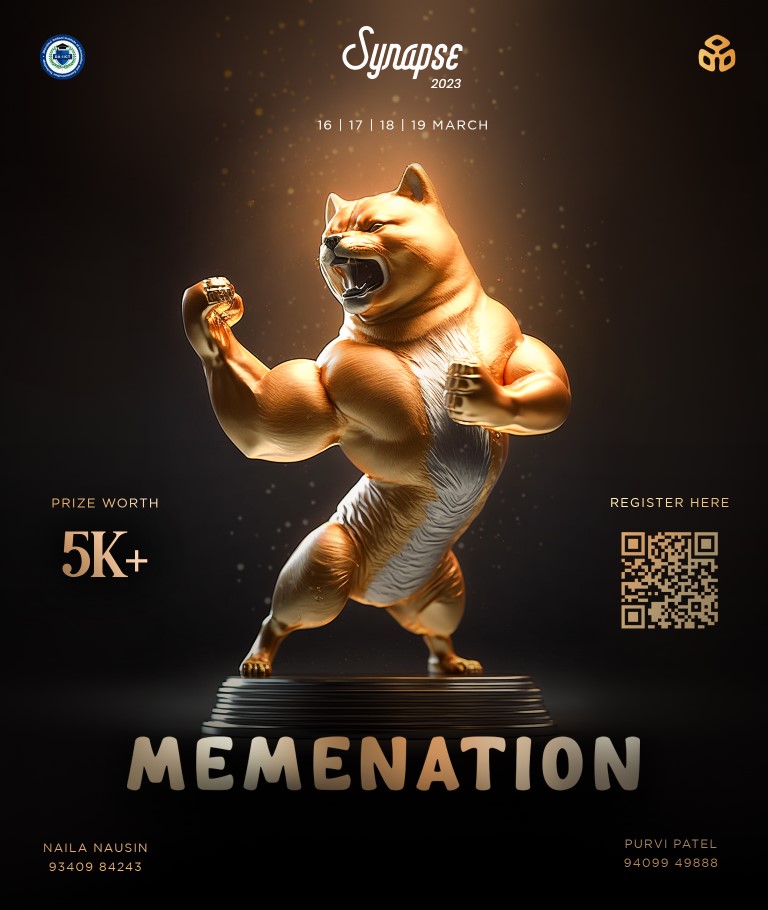 Synapse
2023
16 | 17 | 18 | 19 MARCH
PRIZE WORTH
5K+
REGISTER HERE
MEMENATION
NAILA NAUSIN
93409 84243
PURVI PATEL
94099 49888